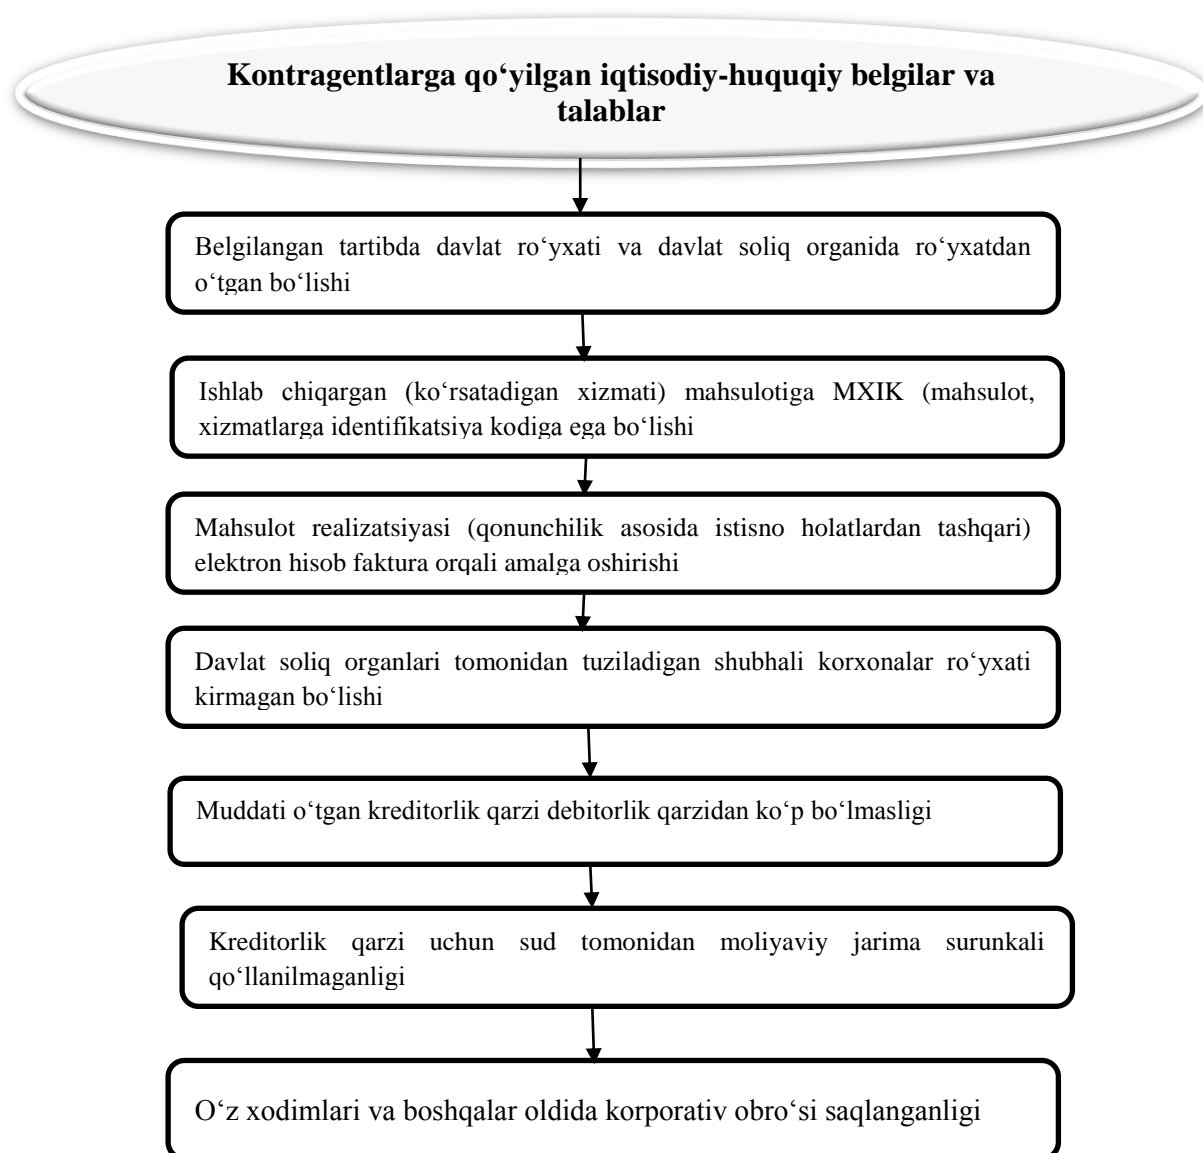 Kontragentlarga qo‘yilgan iqtisodiy-huquqiy belgilar va
talablar
Belgilangan tartibda davlat ro‘yxati va davlat soliq organida ro‘yxatdan
o‘tgan bo‘lishi
Ishlab chiqargan (ko‘rsatadigan xizmati) mahsulotiga MXIK (mahsulot,
xizmatlarga identifikatsiya kodiga ega bo‘lishi
Mahsulot realizatsiyasi (qonunchilik asosida istisno holatlardan tashqari)
elektron hisob faktura orqali amalga oshirishi
Davlat soliq organlari tomonidan tuziladigan shubhali korxonalar ro‘yxati
kirmagan bo‘lishi
Muddati o‘tgan kreditorlik qarzi debitorlik qarzidan ko‘p bo‘lmasligi
Kreditorlik qarzi uchun sud tomonidan moliyaviy jarima surunkali
qo‘llanilmaganligi
O‘z xodimlari va boshqalar oldida korporativ obro‘si saqlanganligi